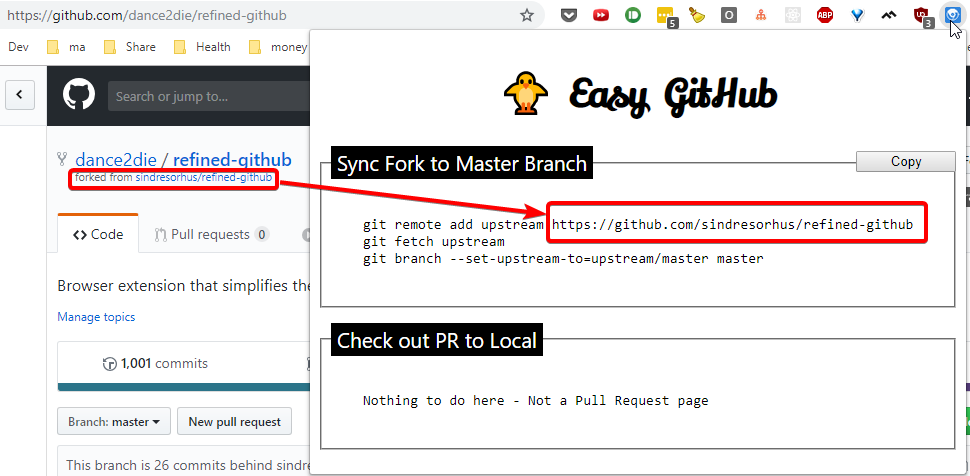 https://github.com/dance2die/refined-github
5
ABP
3
Dev
ma
Share
Health
money
Search or jump to...
Easy GitHub
dance2die / refined-github
forked from sindresorhus/refined-github
Sync Fork to Master Branch
Copy
git remote add upstream https://github.com/sindresorhus/refined-github
git fetch upstream
git branch --set-upstream-to=upstream/master master
Code
Pull requests 0
Browser extension that simplifies the
Manage topics
Check out PR to Local
1,001 commits
Nothing to do here - Not a Pull Request page
Branch: master
New pull request
This branch is 26 commits behind sindre